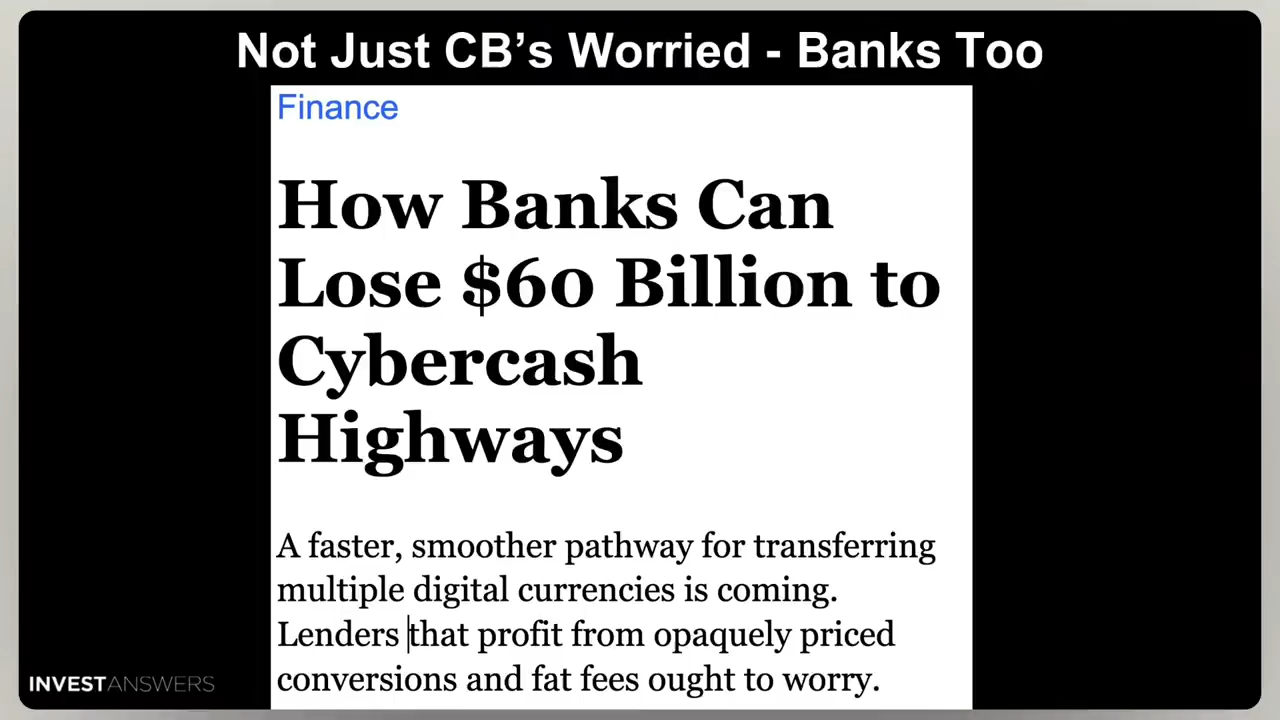 Not Just CB’s Worried - Banks Too
Finance
How Banks Can
Lose $60 Billion to
Cybercash
Highways
A faster, smoother pathway for transferring
multiple digital currencies is coming.
Lenders that profit from opaquely priced
conversions and fat fees ought to worry.
INVESTANSWERS